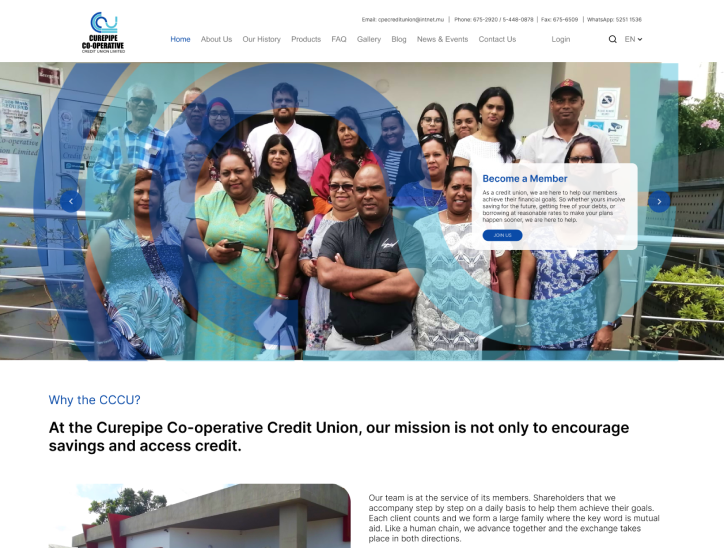 Email: cpecreditunion@intnet.mu | Phone: 675-2920 / 5-448-0878 | Fax: 675-6509 | WhatsApp: 5251 1536
CUREPIPE
CO-OPERATIVE
CREDIT UNION LIMITED
Home About Us Our History Products FAQ Gallery Blog News & Events Contact Us Login EN
Become a Member
As a credit union, we are here to help our members
achieve their financial goals. So whether yours involve
saving for the future, getting free of your debts, or
borrowing at reasonable rates to make your plans
happen sooner, we are here to help.
JOIN US
Why the CCCU?
At the Curepipe Co-operative Credit Union, our mission is not only to encourage
savings and access credit.
Our team is at the service of its members. Shareholders that we
accompany step by step on a daily basis to help them achieve their goals.
Each client counts and we form a large family where the key word is mutual
aid. Like a human chain, we advance together and the exchange takes
place in both directions.